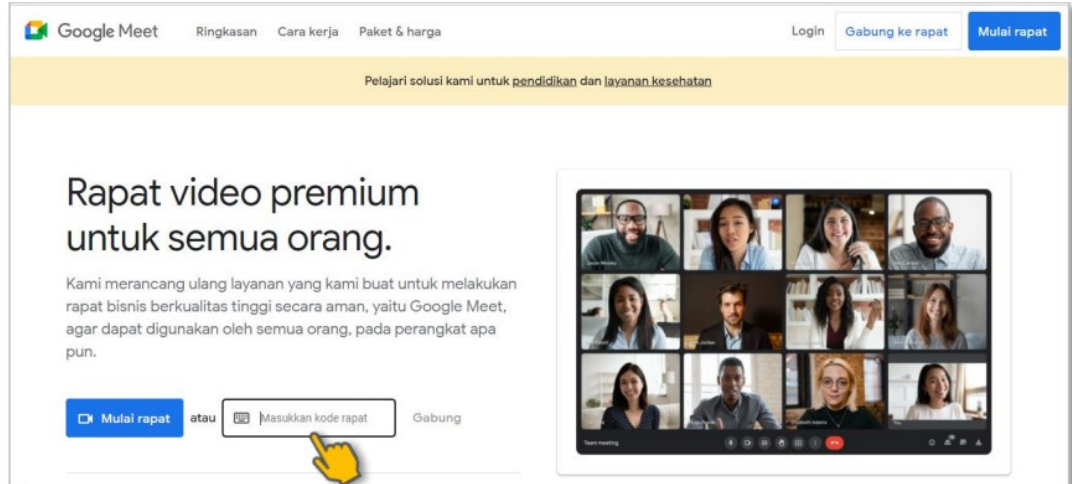 Google Meet
Ringkasan
Cara kerja
Paket & harga
Login
Gabung ke rapat
Mulai rapat
Pelajari solusi kami untuk pendidikan dan layanan kesehatan
Rapat video premium
untuk semua orang.
Kami merancang ulang layanan yang kami buat untuk melakukan
rapat bisnis berkualitas tinggi secara aman, yaitu Google Meet,
agar dapat digunakan oleh semua orang, pada perangkat apa
pun.
Mulai rapat
atau
Masukkan kode rapat
Gabung
Team meeting
Elizabeth Adams
You